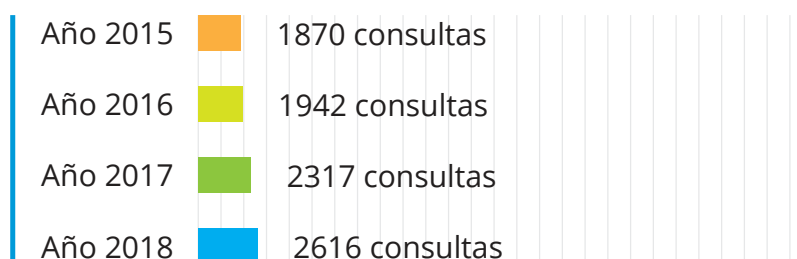 Año 2015 1870 consultas
Año 2016 1942 consultas
Año 2017 2317 consultas
Año 2018 2616 consultas